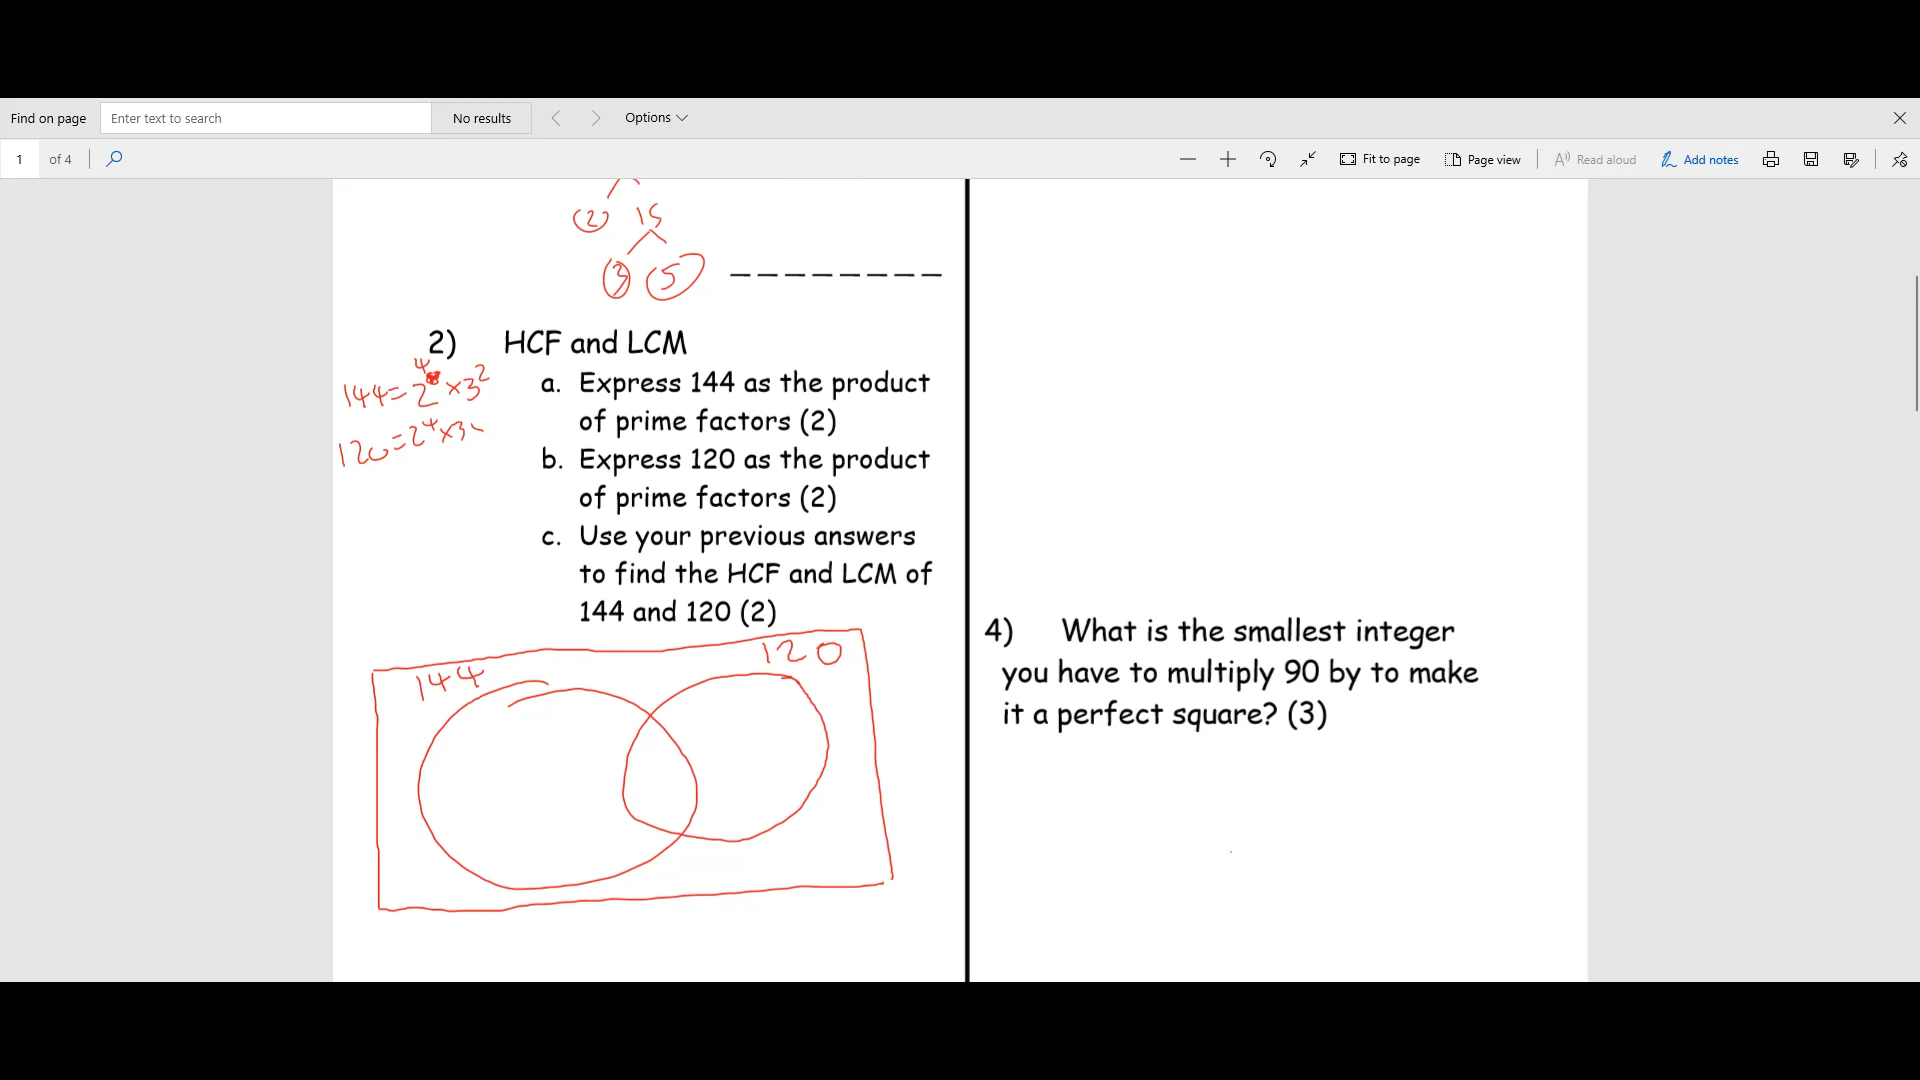 Find on page Enter text to search No results Options
1 of 4 Fit to page Page view Read aloud Add notes
2 15
3 5 --------
2) HCF and LCM
144=2⁴×3²
120=2⁴×3
a. Express 144 as the product
of prime factors (2)
b. Express 120 as the product
of prime factors (2)
c. Use your previous answers
to find the HCF and LCM of
144 and 120 (2)
144 120
4) What is the smallest integer
you have to multiply 90 by to make
it a perfect square? (3)